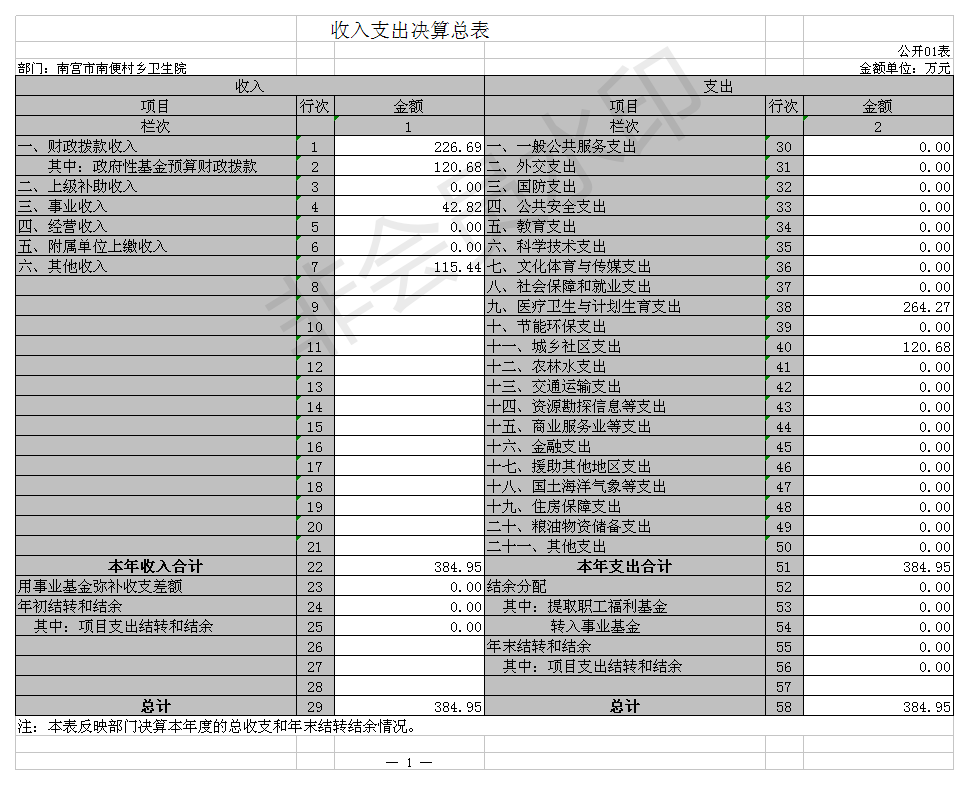 收入支出决算总表
公开01表
部门：南宫市南便村乡卫生院 金额单位：万元
收入 支出
项目 行次 金额 项目 行次 金额
栏次 1 栏次 2
一、财政拨款收入 1 226.69 一、一般公共服务支出 30 0.00
其中：政府性基金预算财政拨款 2 120.68 二、外交支出 31 0.00
二、上级补助收入 3 0.00 三、国防支出 32 0.00
三、事业收入 4 42.82 四、公共安全支出 33 0.00
四、经营收入 5 0.00 五、教育支出 34 0.00
五、附属单位上缴收入 6 0.00 六、科学技术支出 35 0.00
六、其他收入 7 115.44 七、文化体育与传媒支出 36 0.00
8 八、社会保障和就业支出 37 0.00
9 九、医疗卫生与计划生育支出 38 264.27
10 十、节能环保支出 39 0.00
11 十一、城乡社区支出 40 120.68
12 十二、农林水支出 41 0.00
13 十三、交通运输支出 42 0.00
14 十四、资源勘探信息等支出 43 0.00
15 十五、商业服务业等支出 44 0.00
16 十六、金融支出 45 0.00
17 十七、援助其他地区支出 46 0.00
18 十八、国土海洋气象等支出 47 0.00
19 十九、住房保障支出 48 0.00
20 二十、粮油物资储备支出 49 0.00
21 二十一、其他支出 50 0.00
本年收入合计 22 384.95 本年支出合计 51 384.95
用事业基金弥补收支差额 23 0.00 结余分配 52 0.00
年初结转和结余 24 0.00 其中：提取职工福利基金 53 0.00
其中：项目支出结转和结余 25 0.00 转入事业基金 54 0.00
26 年末结转和结余 55 0.00
27 其中：项目支出结转和结余 56 0.00
28 57
总计 29 384.95 总计 58 384.95
注：本表反映部门决算本年度的总收支和年末结转结余情况。
— 1 —
非会员水印